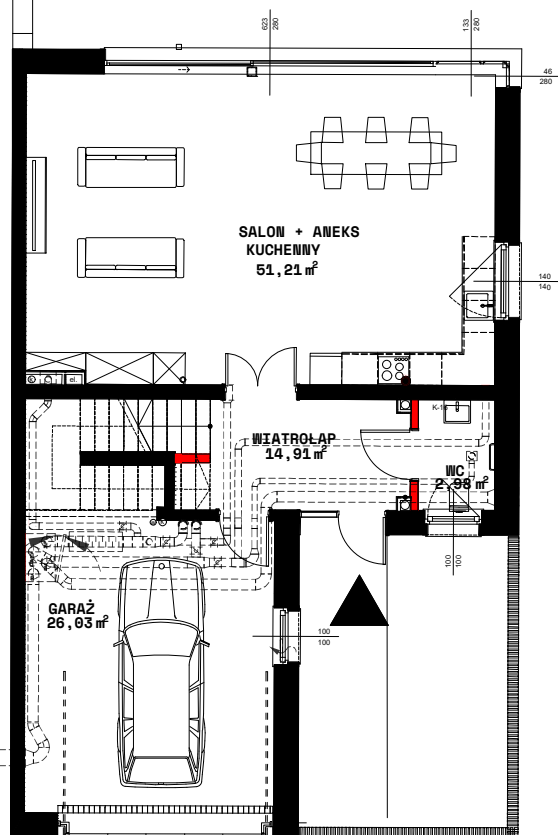 623
280
133
280
46
280
SALON + ANEKS
KUCHENNY
51,21 m²
140
140
el.
WIATROŁAP
14,91 m²
WC
2,98 m²
100
100
GARAŻ
26,03 m²
100
100